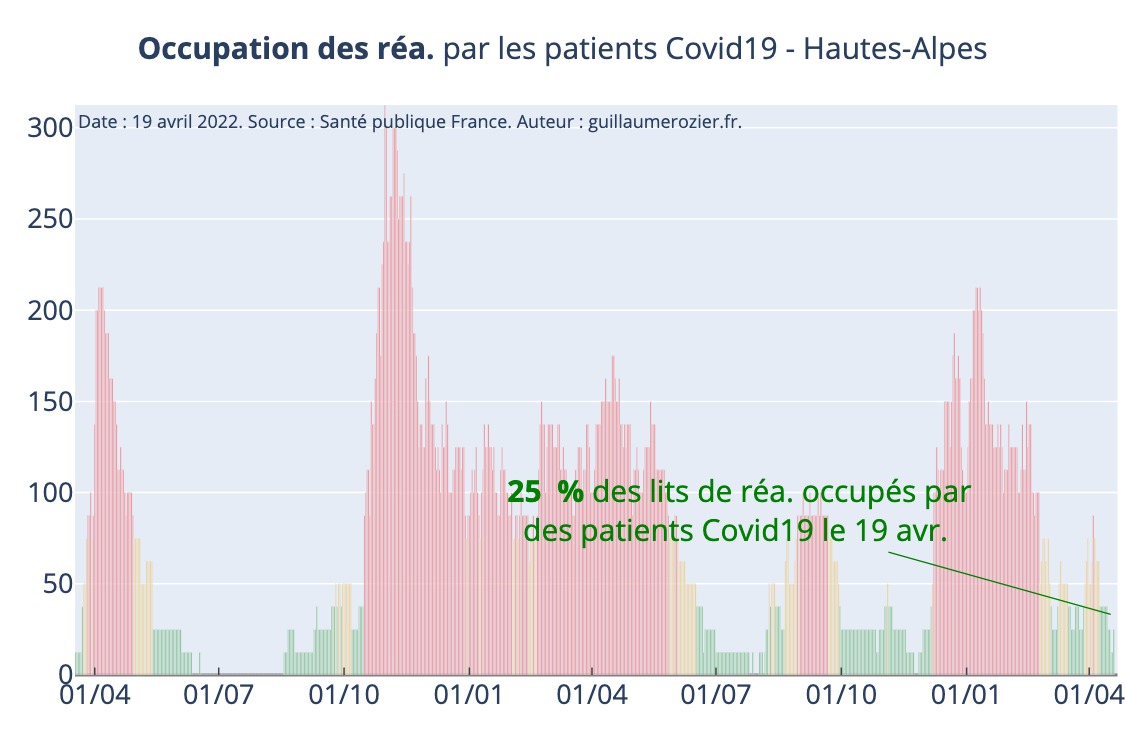 Occupation des réa. par les patients Covid19 - Hautes-Alpes
Date : 19 avril 2022. Source : Santé publique France. Auteur : guillaumerozier.fr.
300
250
200
150
100
50
0
25 % des lits de réa. occupés par
des patients Covid19 le 19 avr.
01/04 01/07 01/10 01/01 01/04 01/07 01/10 01/01 01/04